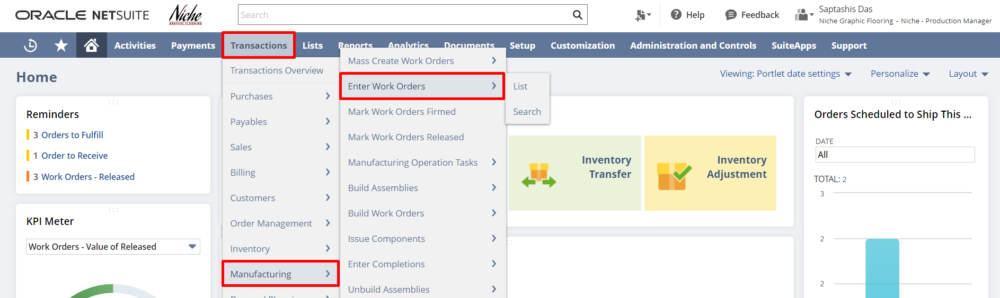 ORACLE NETSUITE
Niche
GRAPHIC FLOORING
Search
Help
Feedback
Saptashis Das
Niche Graphic Flooring - Niche - Production Manager
Activities
Payments
Transactions
Lists
Reports
Analytics
Documents
Setup
Customization
Administration and Controls
SuiteApps
Support
Home
Viewing: Portlet date settings
Personalize
Layout
Transactions Overview
Purchases
Payables
Sales
Billing
Customers
Order Management
Inventory
Manufacturing
Mass Create Work Orders
Enter Work Orders
Mark Work Orders Firmed
Mark Work Orders Released
Manufacturing Operation Tasks
Build Assemblies
Build Work Orders
Issue Components
Enter Completions
Unbuild Assemblies
List
Search
Reminders
3 Orders to Fulfill
1 Order to Receive
3 Work Orders - Released
KPI Meter
Work Orders - Value of Released
Inventory
Transfer
Inventory
Adjustment
Orders Scheduled to Ship This ...
DATE
All
TOTAL: 2
3
2
2